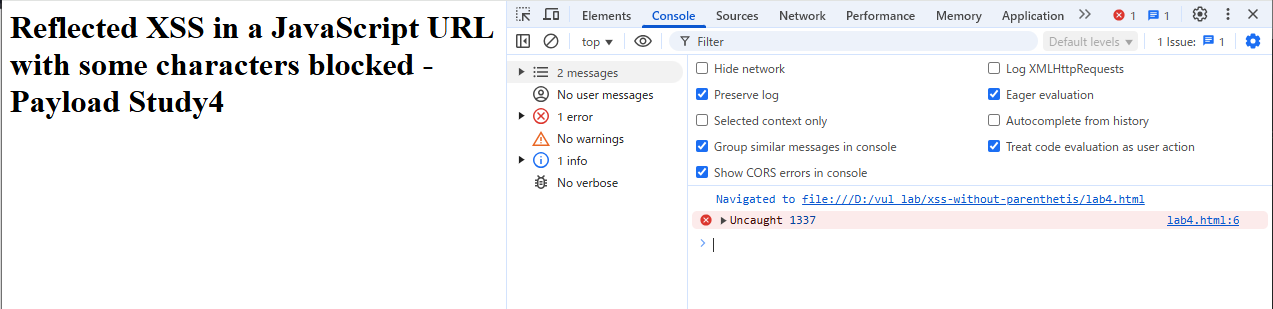 Reflected XSS in a JavaScript URL
with some characters blocked -
Payload Study4
Elements Console Sources Network Performance Memory Application 1 1
top Filter Default levels 1 Issue: 1
2 messages
No user messages
1 error
No warnings
1 info
No verbose
Hide network Log XMLHttpRequests
Preserve log Eager evaluation
Selected context only Autocomplete from history
Group similar messages in console Treat code evaluation as user action
Show CORS errors in console
Navigated to file:///D:/vul lab/xss-without-parenthetis/lab4.html
Uncaught 1337 lab4.html:6